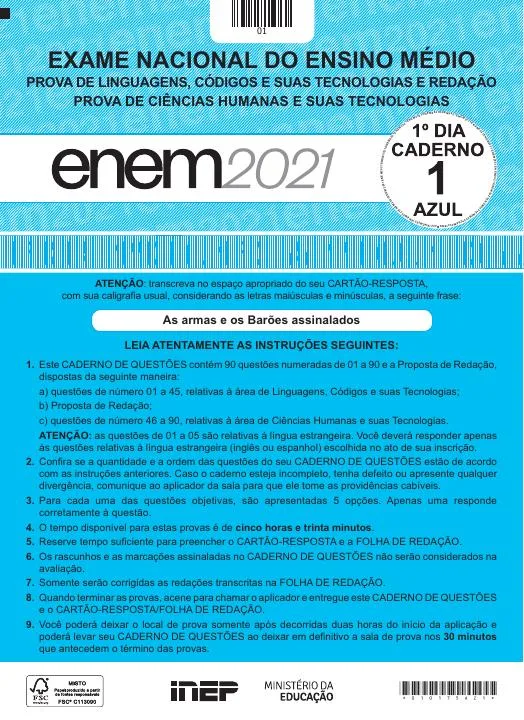 01
EXAME NACIONAL DO ENSINO MÉDIO
PROVA DE LINGUAGENS, CÓDIGOS E SUAS TECNOLOGIAS E REDAÇÃO
PROVA DE CIÊNCIAS HUMANAS E SUAS TECNOLOGIAS
enem2021
1º DIA
CADERNO
1
AZUL
ATENÇÃO: transcreva no espaço apropriado do seu CARTÃO-RESPOSTA,
com sua caligrafia usual, considerando as letras maiúsculas e minúsculas, a seguinte frase:
As armas e os Barões assinalados
LEIA ATENTAMENTE AS INSTRUÇÕES SEGUINTES:
1. Este CADERNO DE QUESTÕES contém 90 questões numeradas de 01 a 90 e a Proposta de Redação,
dispostas da seguinte maneira:
a) questões de número 01 a 45, relativas à área de Linguagens, Códigos e suas Tecnologias;
b) Proposta de Redação;
c) questões de número 46 a 90, relativas à área de Ciências Humanas e suas Tecnologias.
ATENÇÃO: as questões de 01 a 05 são relativas à língua estrangeira. Você deverá responder apenas
às questões relativas à língua estrangeira (inglês ou espanhol) escolhida no ato de sua inscrição.
2. Confira se a quantidade e a ordem das questões do seu CADERNO DE QUESTÕES estão de acordo
com as instruções anteriores. Caso o caderno esteja incompleto, tenha defeito ou apresente qualquer
divergência, comunique ao aplicador da sala para que ele tome as providências cabíveis.
3. Para cada uma das questões objetivas, são apresentadas 5 opções. Apenas uma responde
corretamente à questão.
4. O tempo disponível para estas provas é de cinco horas e trinta minutos.
5. Reserve tempo suficiente para preencher o CARTÃO-RESPOSTA e a FOLHA DE REDAÇÃO.
6. Os rascunhos e as marcações assinaladas no CADERNO DE QUESTÕES não serão considerados na
avaliação.
7. Somente serão corrigidas as redações transcritas na FOLHA DE REDAÇÃO.
8. Quando terminar as provas, acene para chamar o aplicador e entregue este CADERNO DE QUESTÕES
e o CARTÃO-RESPOSTA/FOLHA DE REDAÇÃO.
9. Você poderá deixar o local de prova somente após decorridas duas horas do início da aplicação e
poderá levar seu CADERNO DE QUESTÕES ao deixar em definitivo a sala de prova nos 30 minutos
que antecedem o término das provas.
FSC
MISTO
Papel produzido a partir
de fontes responsáveis
FSC® C113090
INEP
MINISTÉRIO DA
EDUCAÇÃO